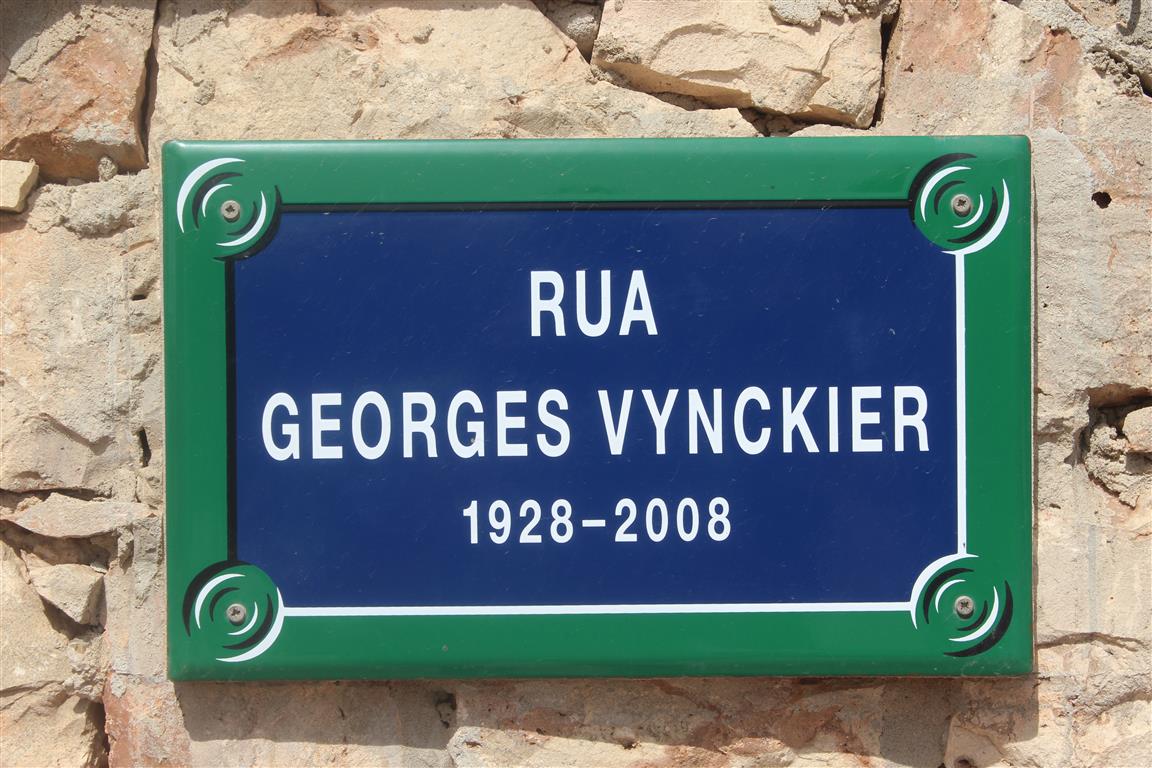 RUA
GEORGES VYNCKIER
1928-2008